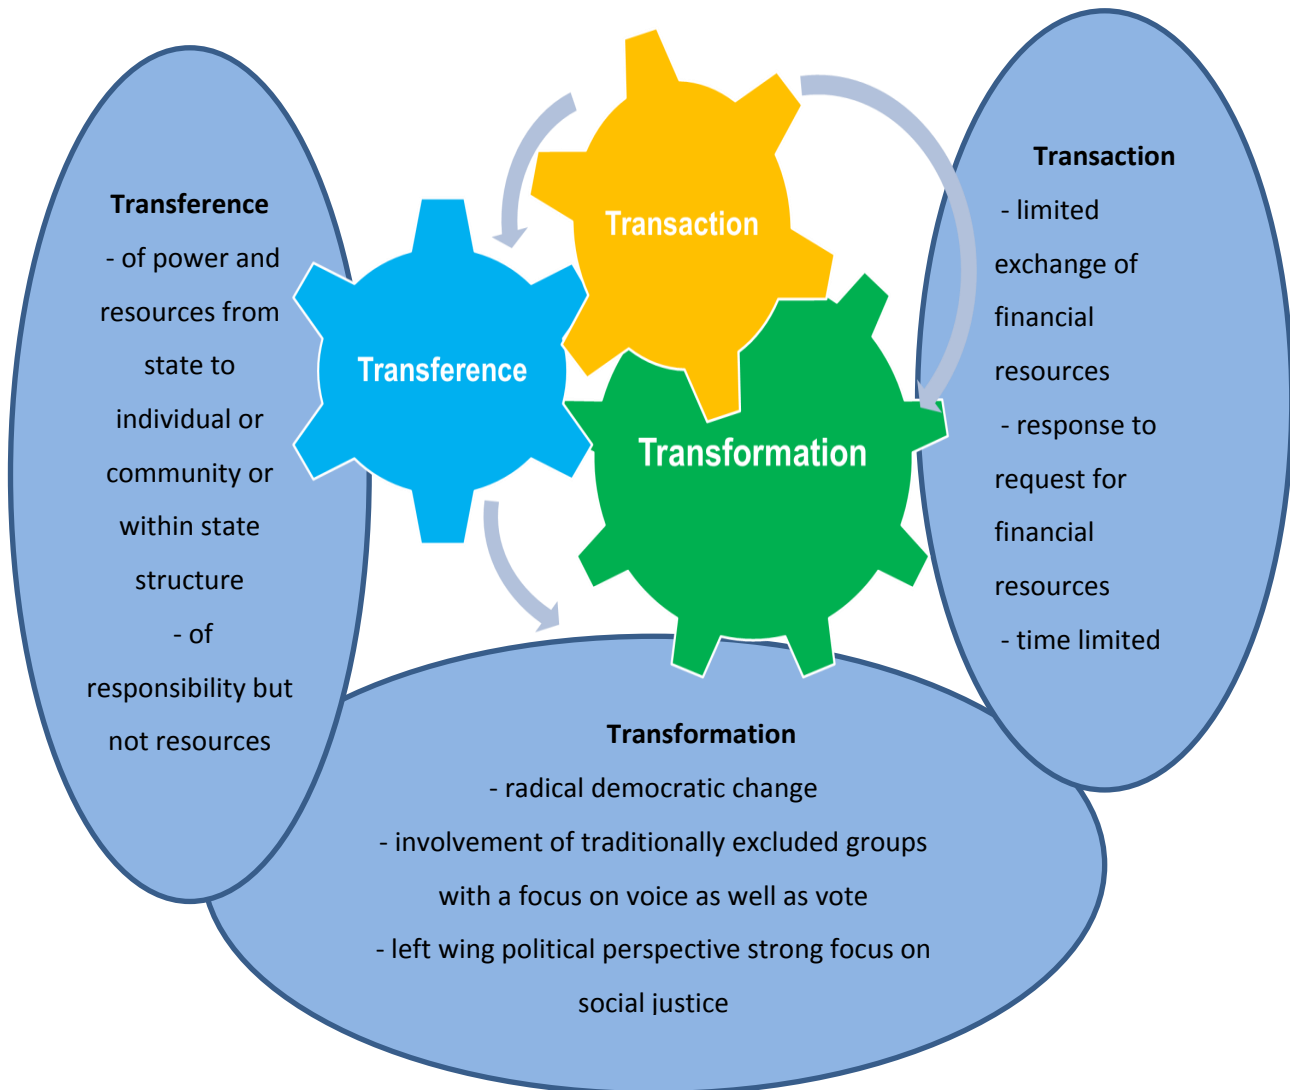 Transference
- of power and
resources from
state to
individual or
community or
within state
structure
- of
responsibility but
not resources
Transaction
Transference
Transformation
Transaction
- limited
exchange of
financial
resources
- response to
request for
financial
resources
- time limited
Transformation
- radical democratic change
- involvement of traditionally excluded groups
with a focus on voice as well as vote
- left wing political perspective strong focus on
social justice